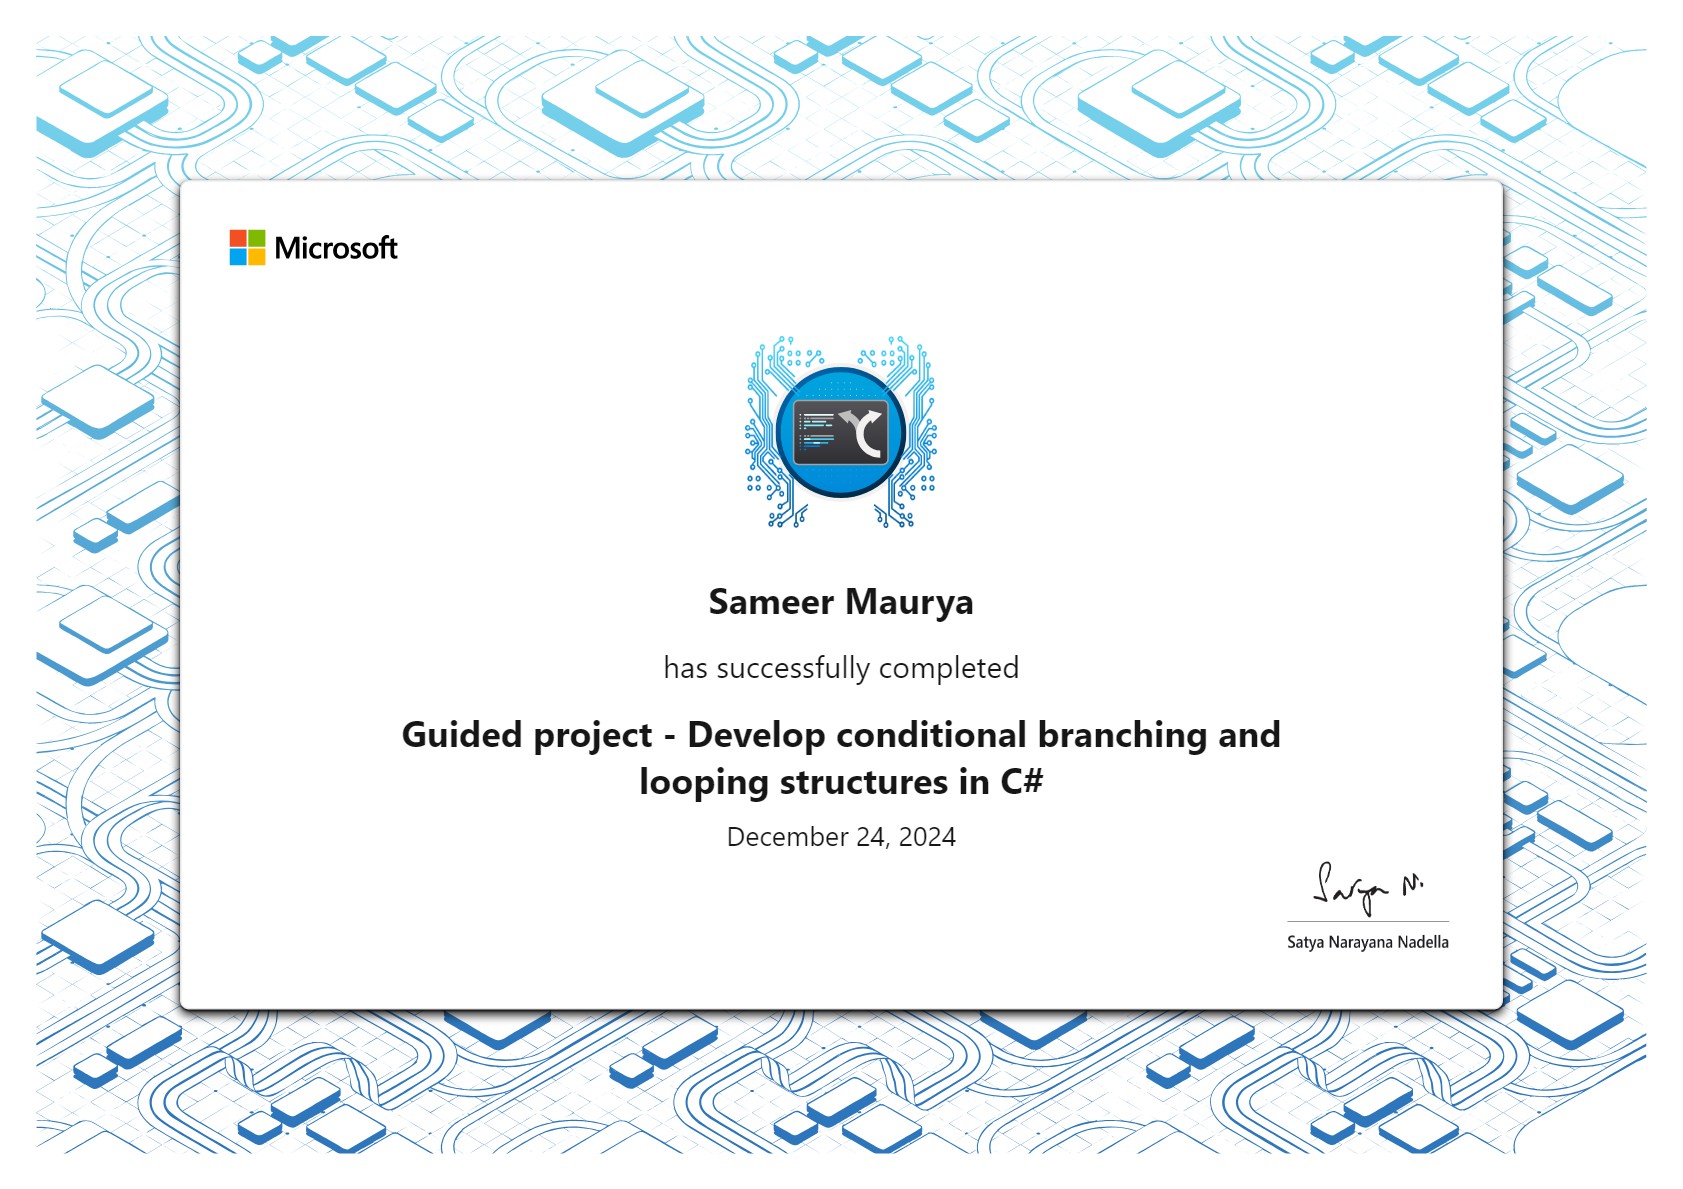 Microsoft
Sameer Maurya
has successfully completed
Guided project - Develop conditional branching and
looping structures in C#
December 24, 2024
Satya N.
Satya Narayana Nadella